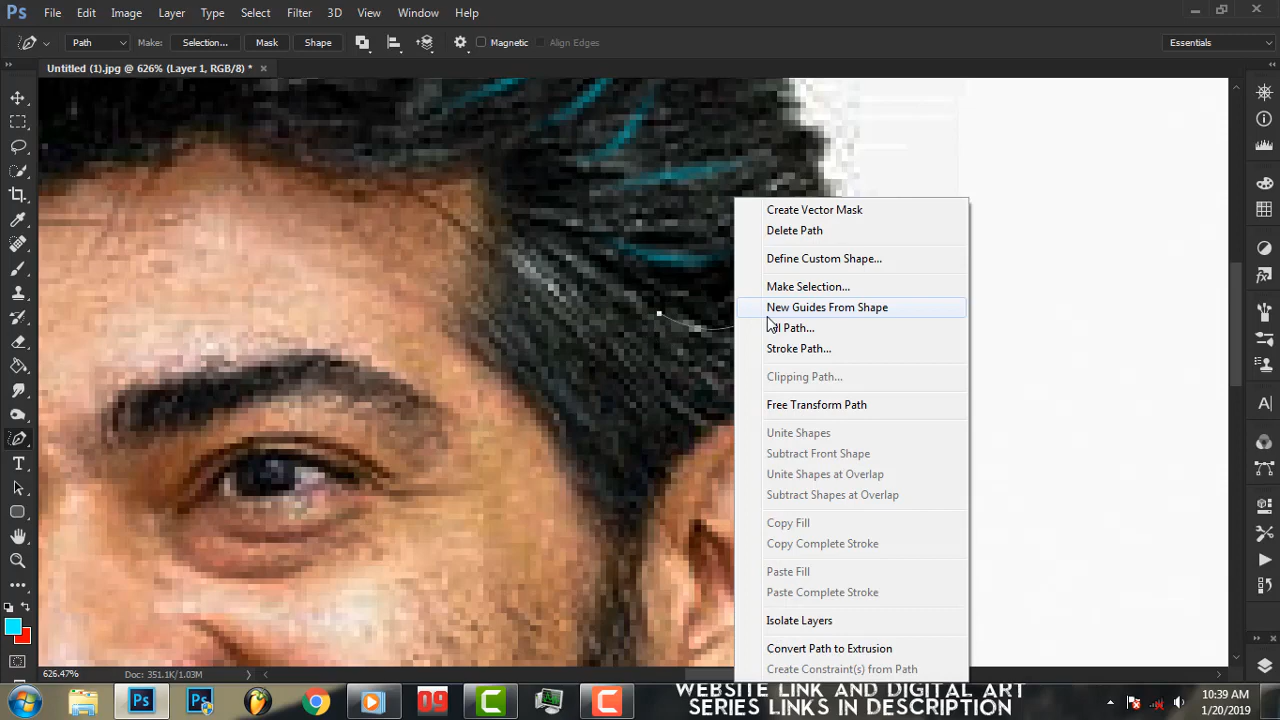 Ps File Edit Image Layer Type Select Filter 3D View Window Help
Path Make: Selection... Mask Shape Magnetic Align Edges Essentials
Untitled (1).jpg @ 626% (Layer 1, RGB/8) *
Create Vector Mask
Delete Path
Define Custom Shape...
Make Selection...
New Guides From Shape
Path...
Stroke Path...
Clipping Path...
Free Transform Path
Unite Shapes
Subtract Front Shape
Unite Shapes at Overlap
Subtract Shapes at Overlap
Copy Fill
Copy Complete Stroke
Paste Fill
Paste Complete Stroke
Isolate Layers
Convert Path to Extrusion
Create Constraint(s) from Path
626.47% Doc: 351.1K/1.03M
WEBSITE LINK AND DIGITAL ART
SERIES LINKS IN DESCRIPTION
10:39 AM
1/20/2019